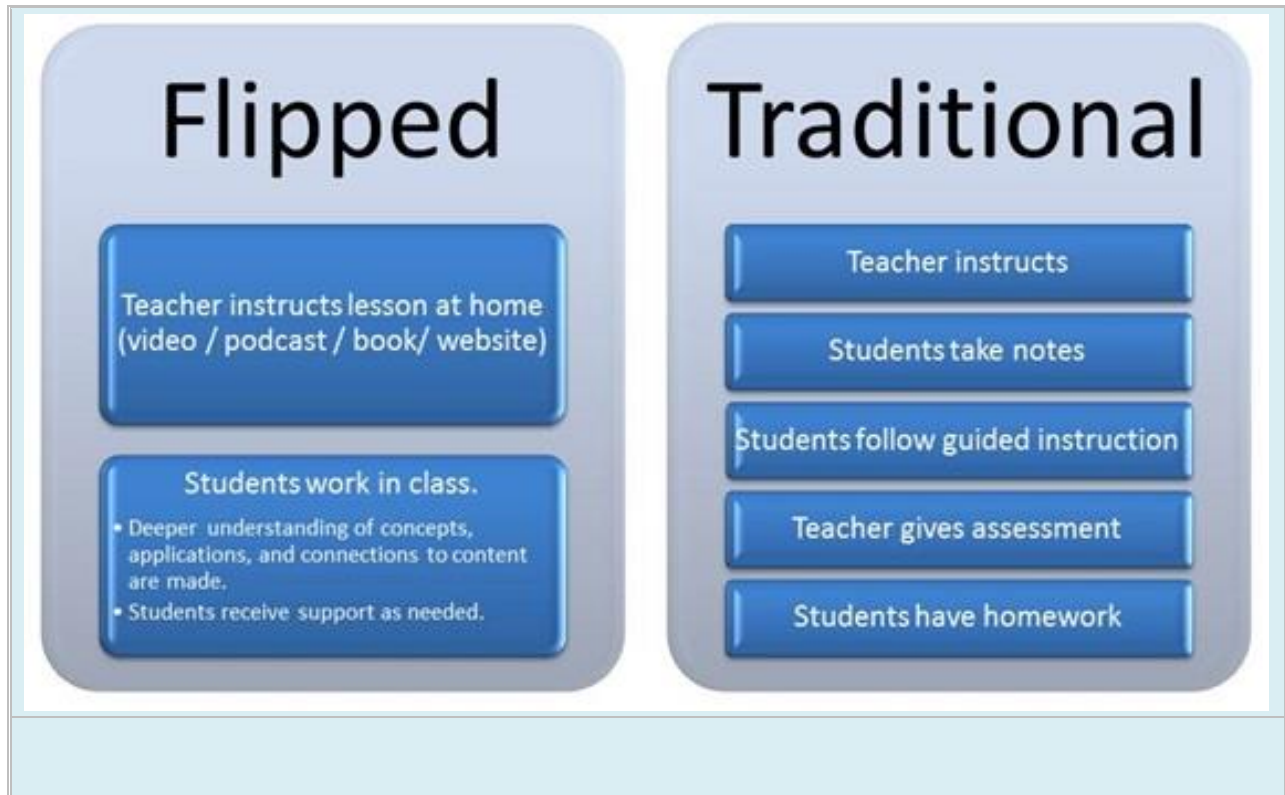 Flipped
Teacher instructs lesson at home
(video / podcast / book/ website)
Students work in class.
• Deeper understanding of concepts,
applications, and connections to content
are made.
• Students receive support as needed.
Traditional
Teacher instructs
Students take notes
Students follow guided instruction
Teacher gives assessment
Students have homework